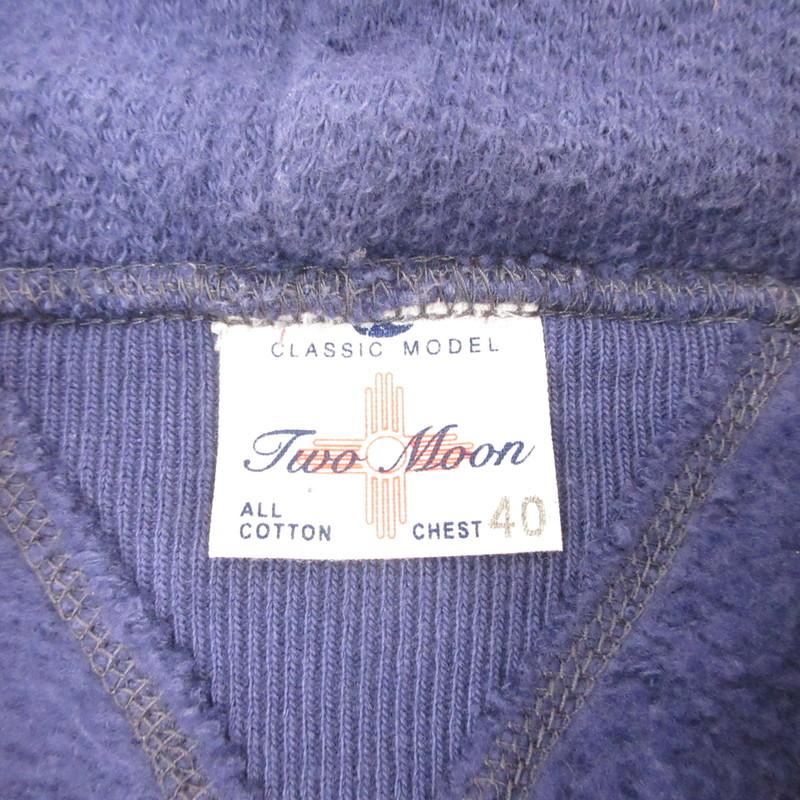 CLASSIC MODEL
Two Moon
ALL
COTTON
CHEST 40